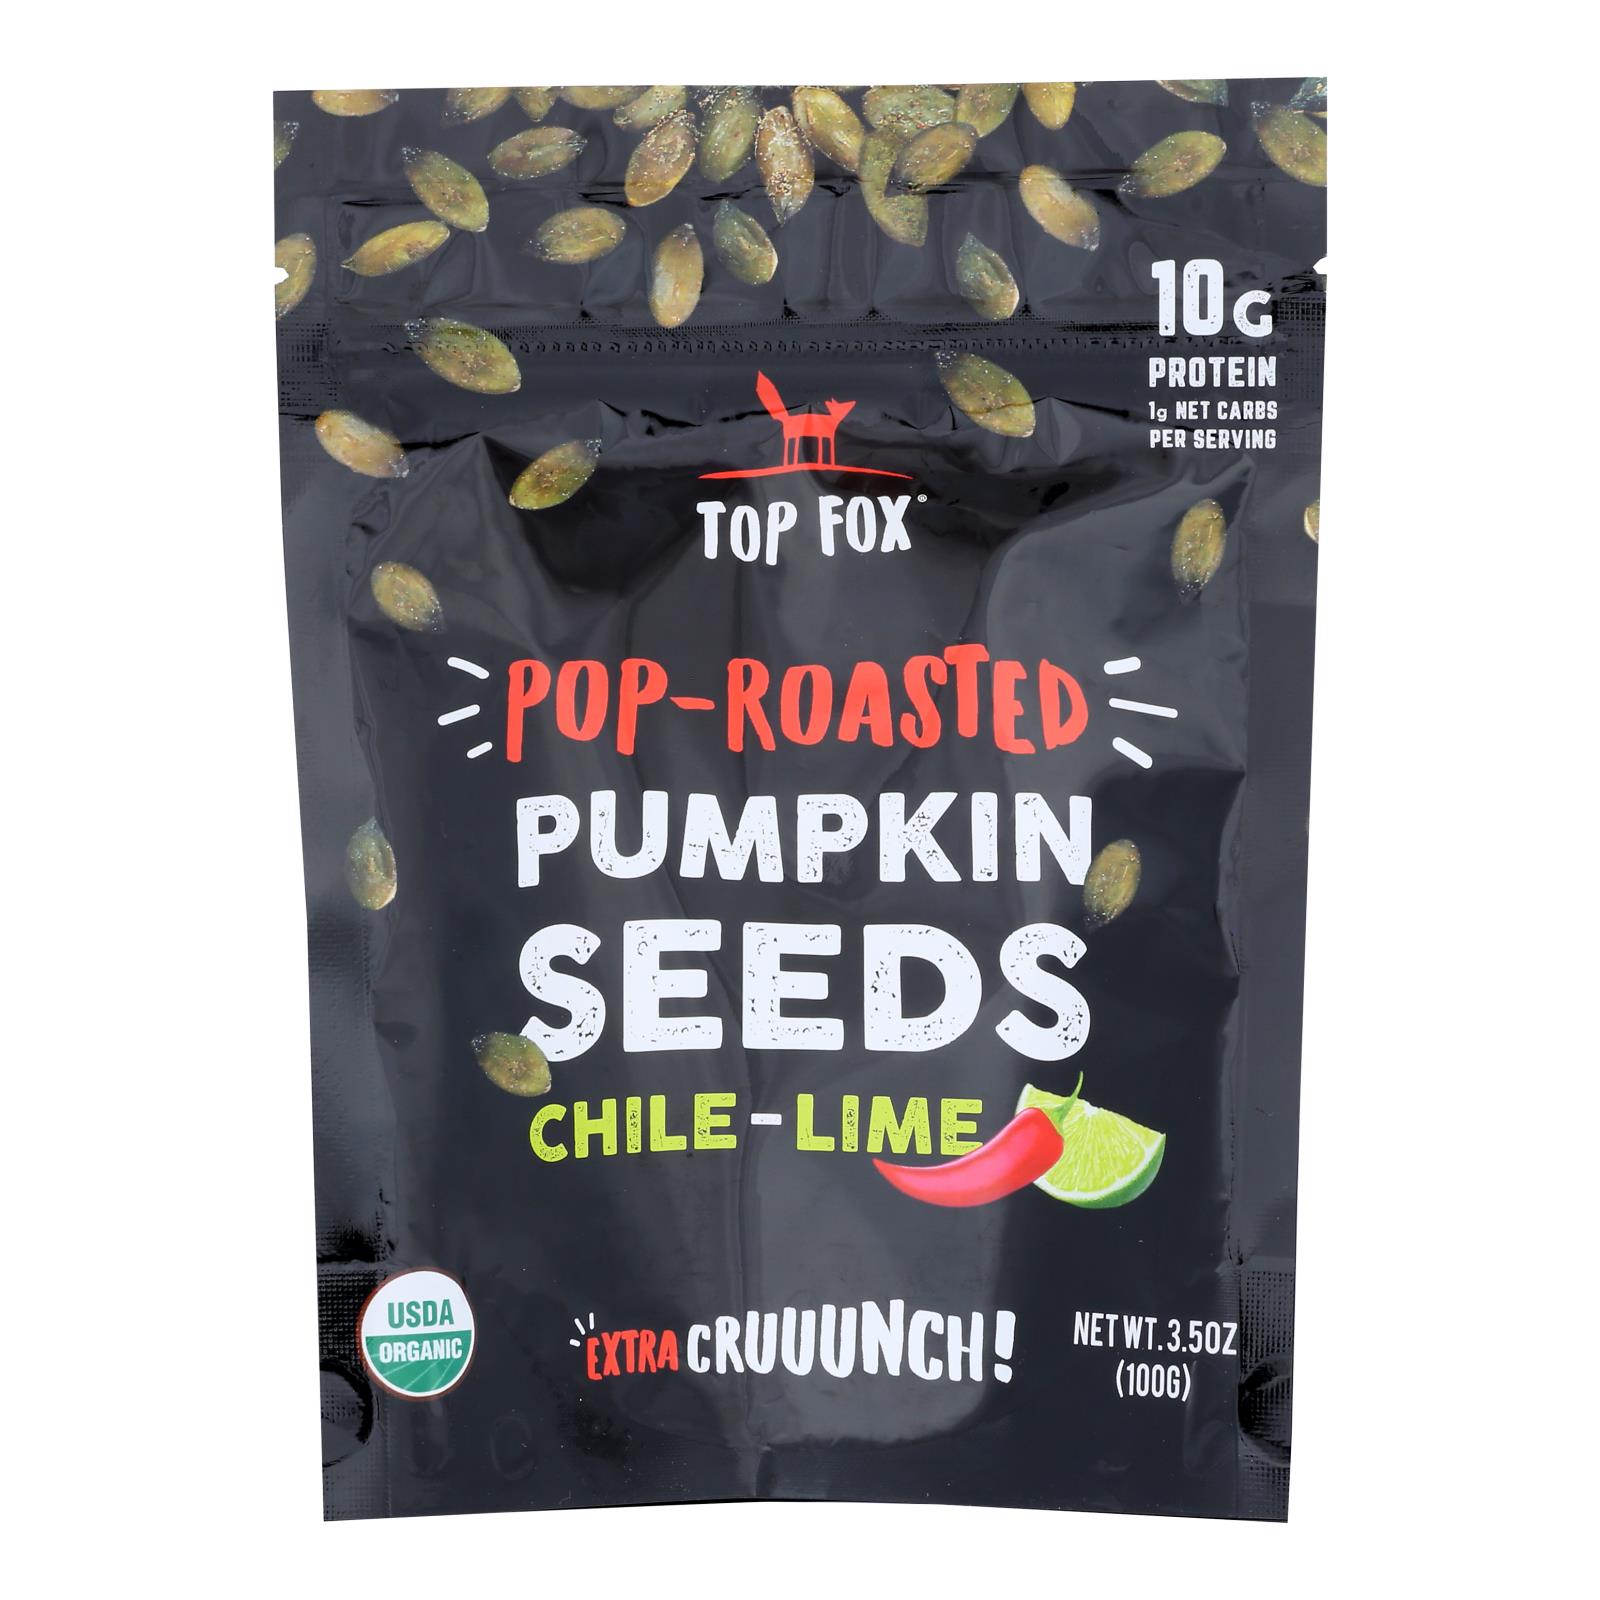 10G
PROTEIN
1g NET CARBS
PER SERVING
TOP FOX®
POP-ROASTED
PUMPKIN
SEEDS
CHILE-LIME
USDA
ORGANIC
EXTRA CRUUUNCH!
NET WT. 3.5OZ
(100G)